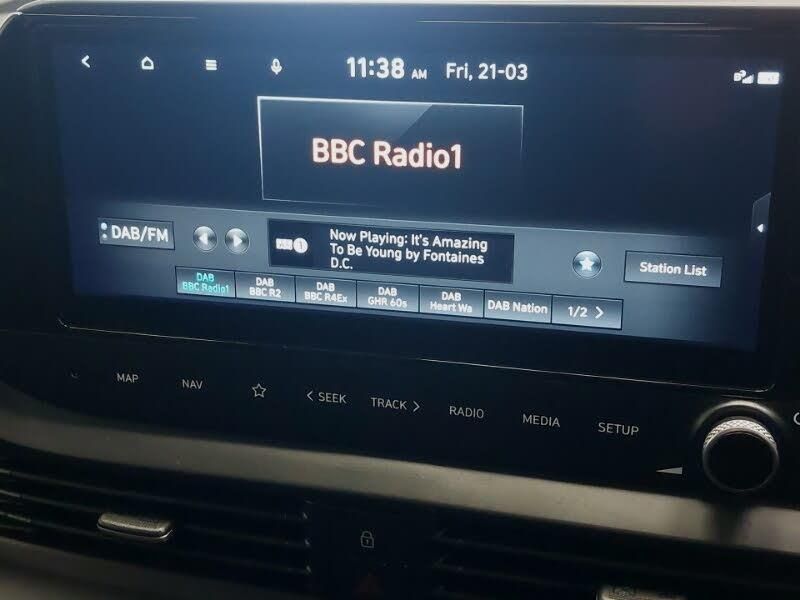 11:38 AM Fri, 21-03
BBC Radio1
DAB/FM
1
Now Playing: It's Amazing
To Be Young by Fontaines
D.C.
Station List
DAB
BBC Radio1
DAB
BBC R2
DAB
BBC R4Ex
DAB
GHR 60s
DAB
Heart Wa
DAB Nation
1/2 >
MAP
NAV
< SEEK
TRACK >
RADIO
MEDIA
SETUP